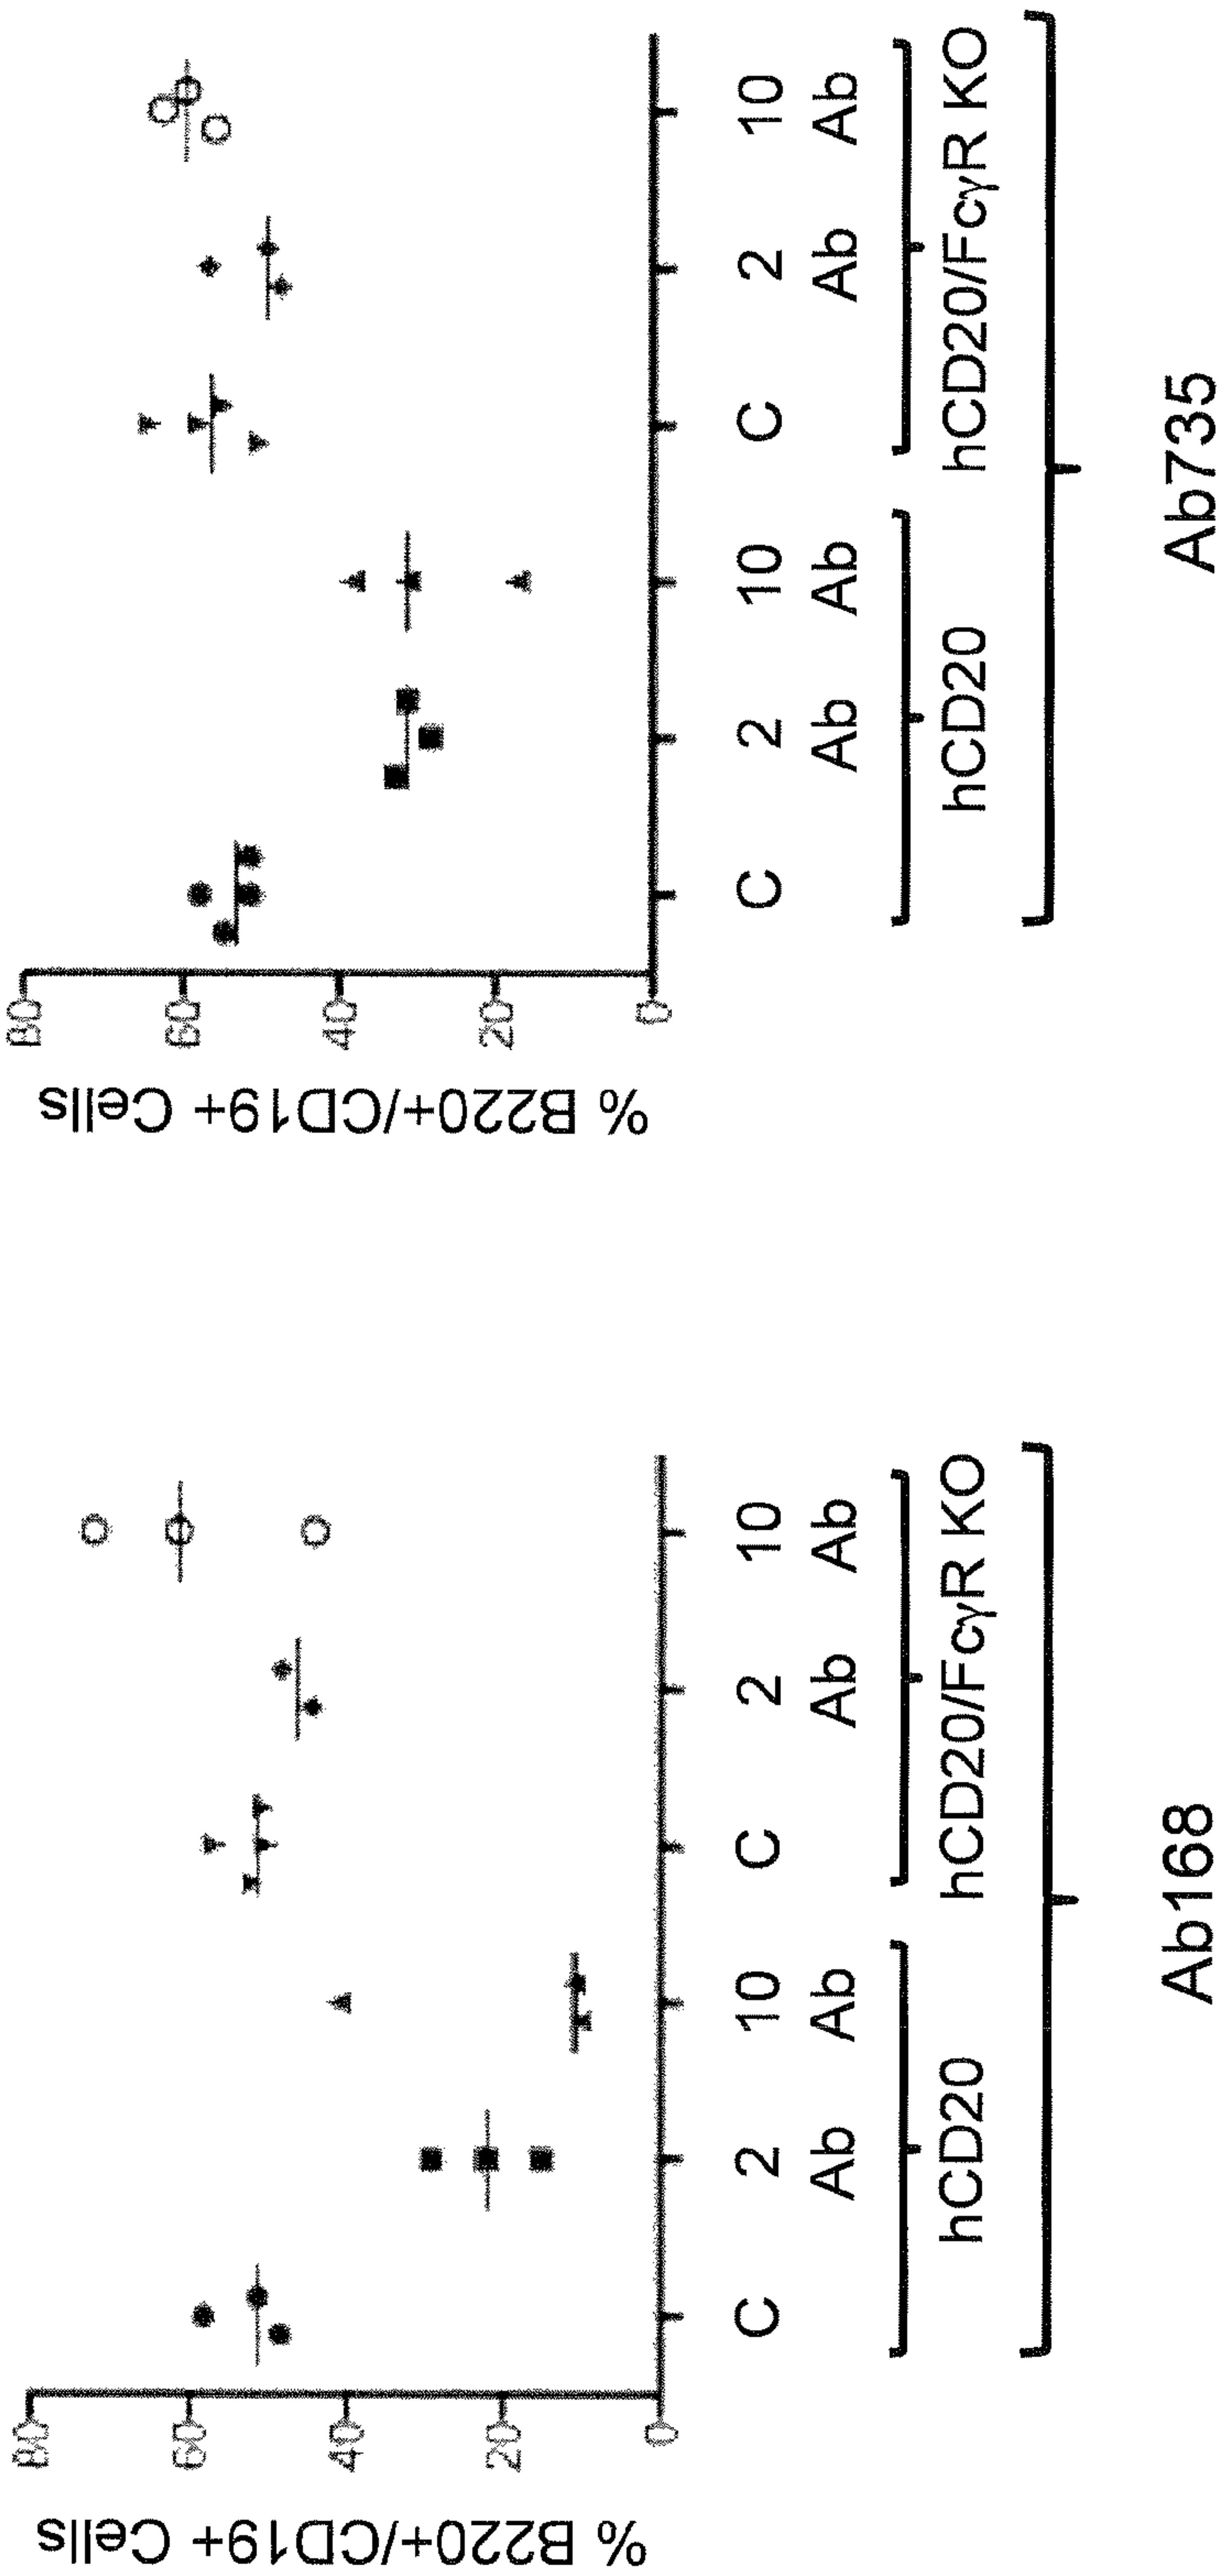 % B220+/CD19+ Cells
80
60
40
20
0
C 2 10 C 2 10
Ab Ab Ab Ab
hCD20 hCD20/FcγR KO
Ab168
% B220+/CD19+ Cells
80
60
40
20
0
C 2 10 C 2 10
Ab Ab Ab Ab
hCD20 hCD20/FcγR KO
Ab735